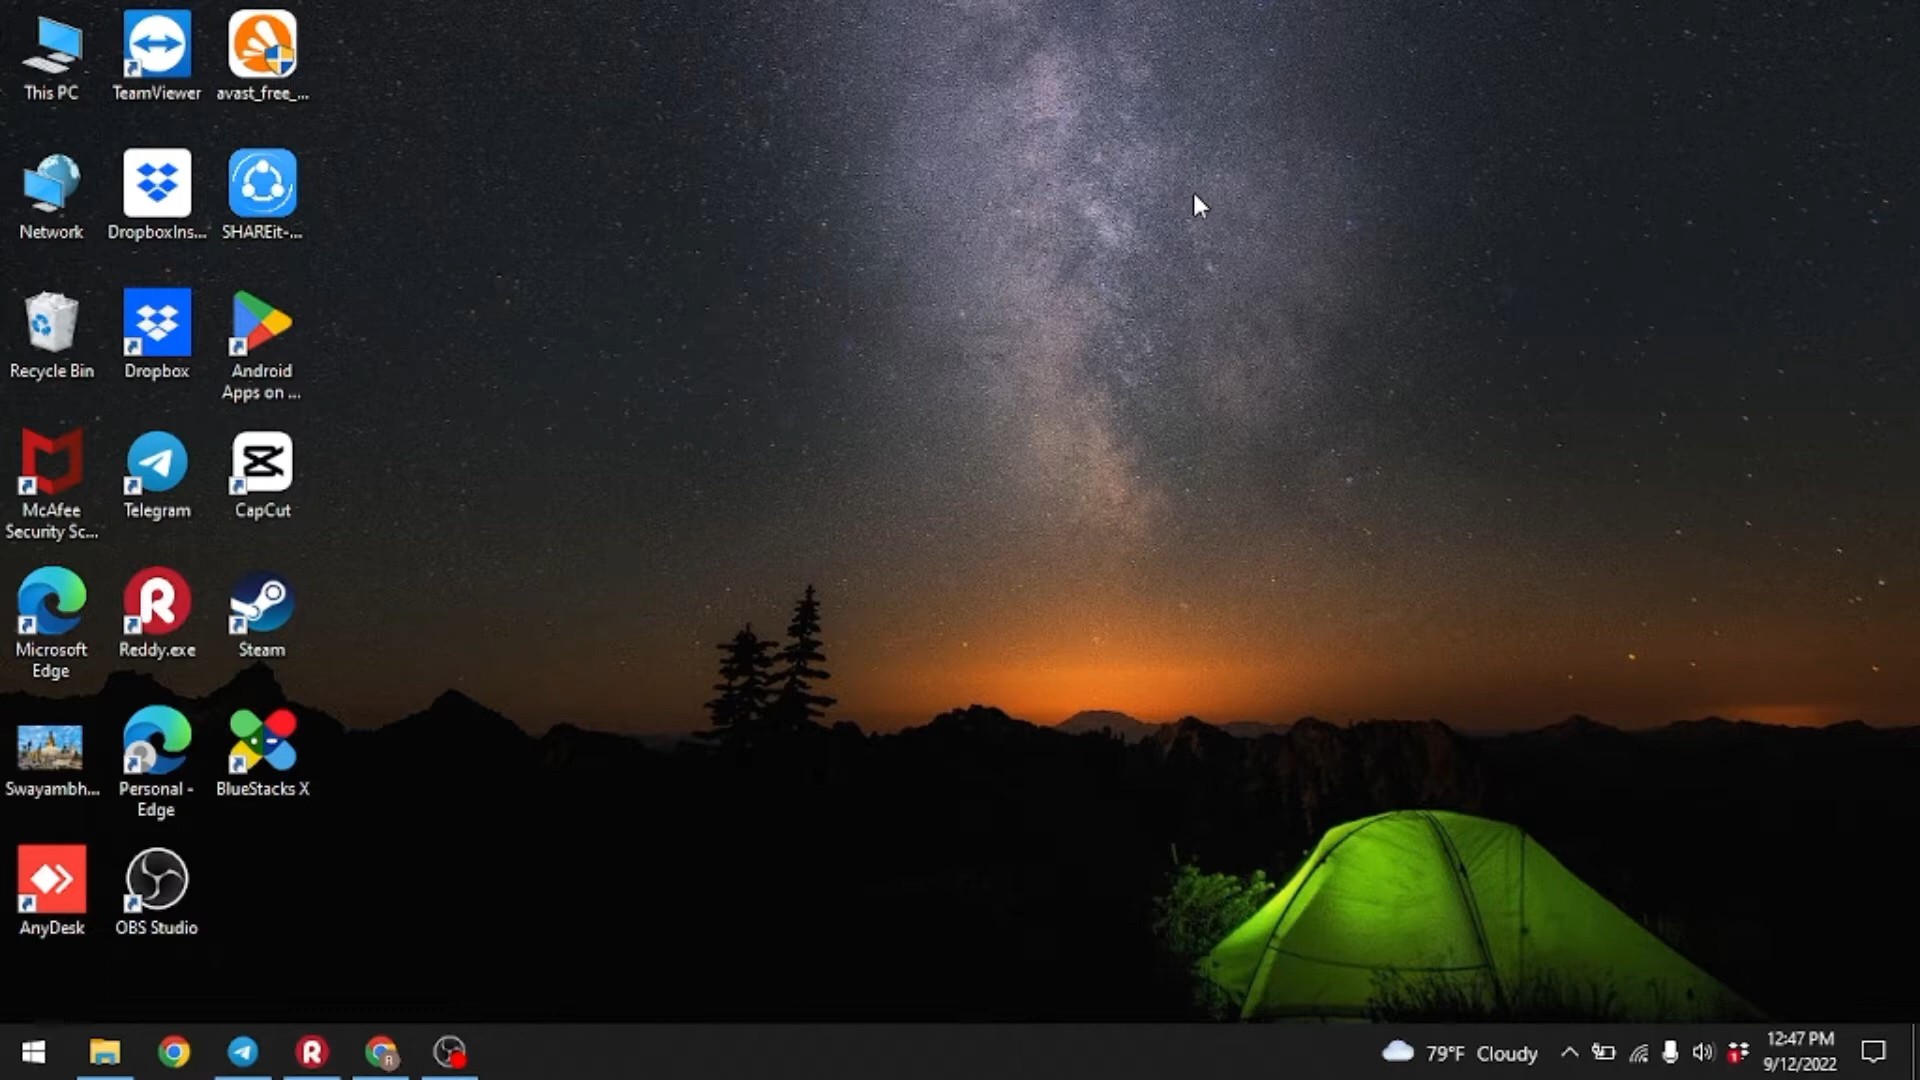 This PC
TeamViewer
avast_free_...
Network
DropboxIns...
SHAREit-...
Recycle Bin
Dropbox
Android
Apps on ...
McAfee
Security Sc...
Telegram
CapCut
Microsoft
Edge
Reddy.exe
Steam
Swayambh...
Personal -
Edge
BlueStacks X
AnyDesk
OBS Studio
79°F Cloudy
12:47 PM
9/12/2022